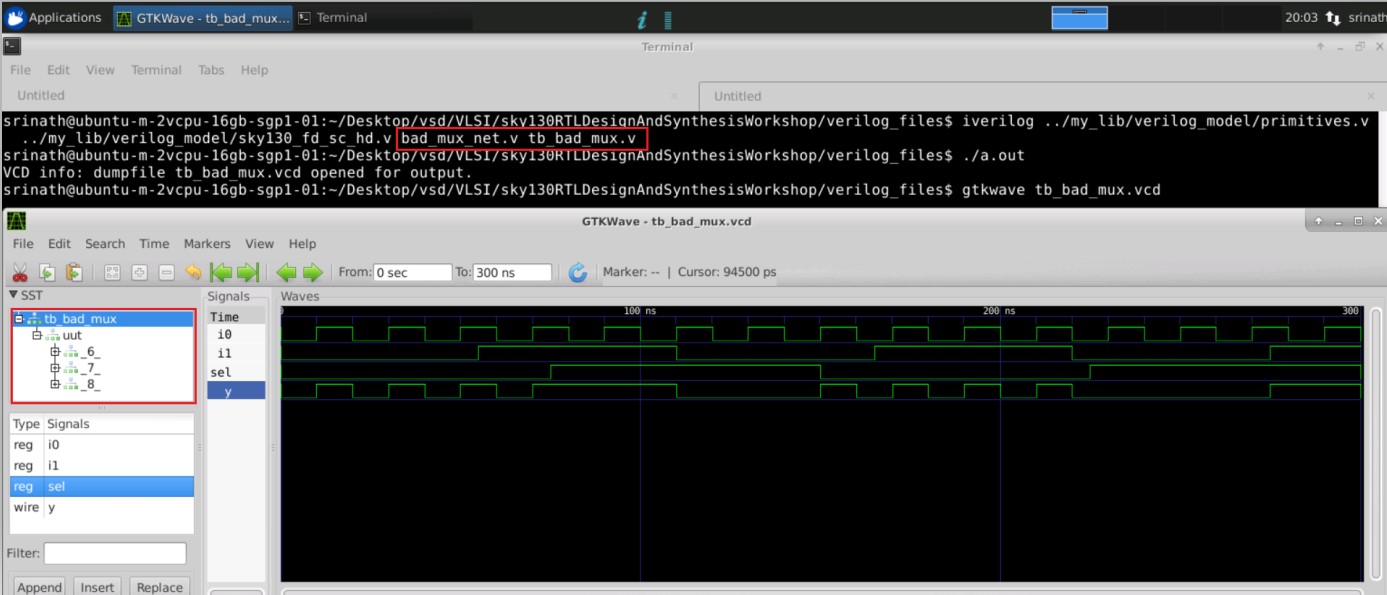 Applications GTKWave - tb_bad_mux... Terminal 20:03 srinath
Terminal
File Edit View Terminal Tabs Help
Untitled Untitled
srinath@ubuntu-m-2vcpu-16gb-sgp1-01:~/Desktop/vsd/VLSI/sky130RTLDesignAndSynthesisWorkshop/verilog_files$ iverilog ../my_lib/verilog_model/primitives.v
../my_lib/verilog_model/sky130_fd_sc_hd.v bad_mux_net.v tb_bad_mux.v
srinath@ubuntu-m-2vcpu-16gb-sgp1-01:~/Desktop/vsd/VLSI/sky130RTLDesignAndSynthesisWorkshop/verilog_files$ ./a.out
VCD info: dumpfile tb_bad_mux.vcd opened for output.
srinath@ubuntu-m-2vcpu-16gb-sgp1-01:~/Desktop/vsd/VLSI/sky130RTLDesignAndSynthesisWorkshop/verilog_files$ gtkwave tb_bad_mux.vcd
GTKWave - tb_bad_mux.vcd
File Edit Search Time Markers View Help
From: 0 sec To: 300 ns Marker: -- | Cursor: 94500 ps
SST
tb_bad_mux
uut
_6_
_7_
_8_
Type Signals
reg i0
reg i1
reg sel
wire y
Filter:
Append Insert Replace
Signals
Time
i0
i1
sel
y
Waves
0 100 ns 200 ns 300